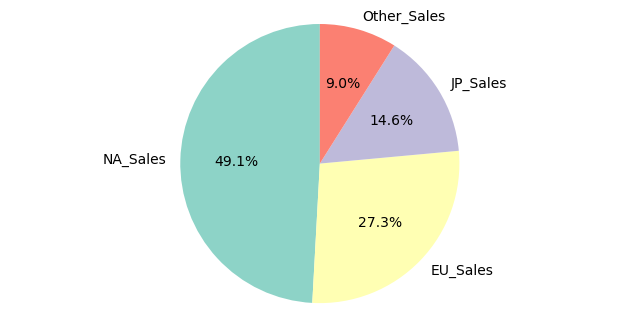 Other_Sales
9.0%
JP_Sales
14.6%
NA_Sales
49.1%
27.3%
EU_Sales